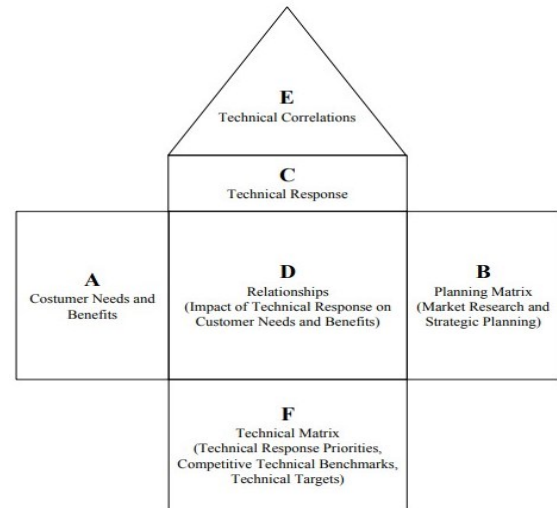 E
Technical Correlations
C
Technical Response
A
Costumer Needs and
Benefits
D
Relationships
(Impact of Technical Response on
Customer Needs and Benefits)
B
Planning Matrix
(Market Research and
Strategic Planning)
F
Technical Matrix
(Technical Response Priorities,
Competitive Technical Benchmarks,
Technical Targets)